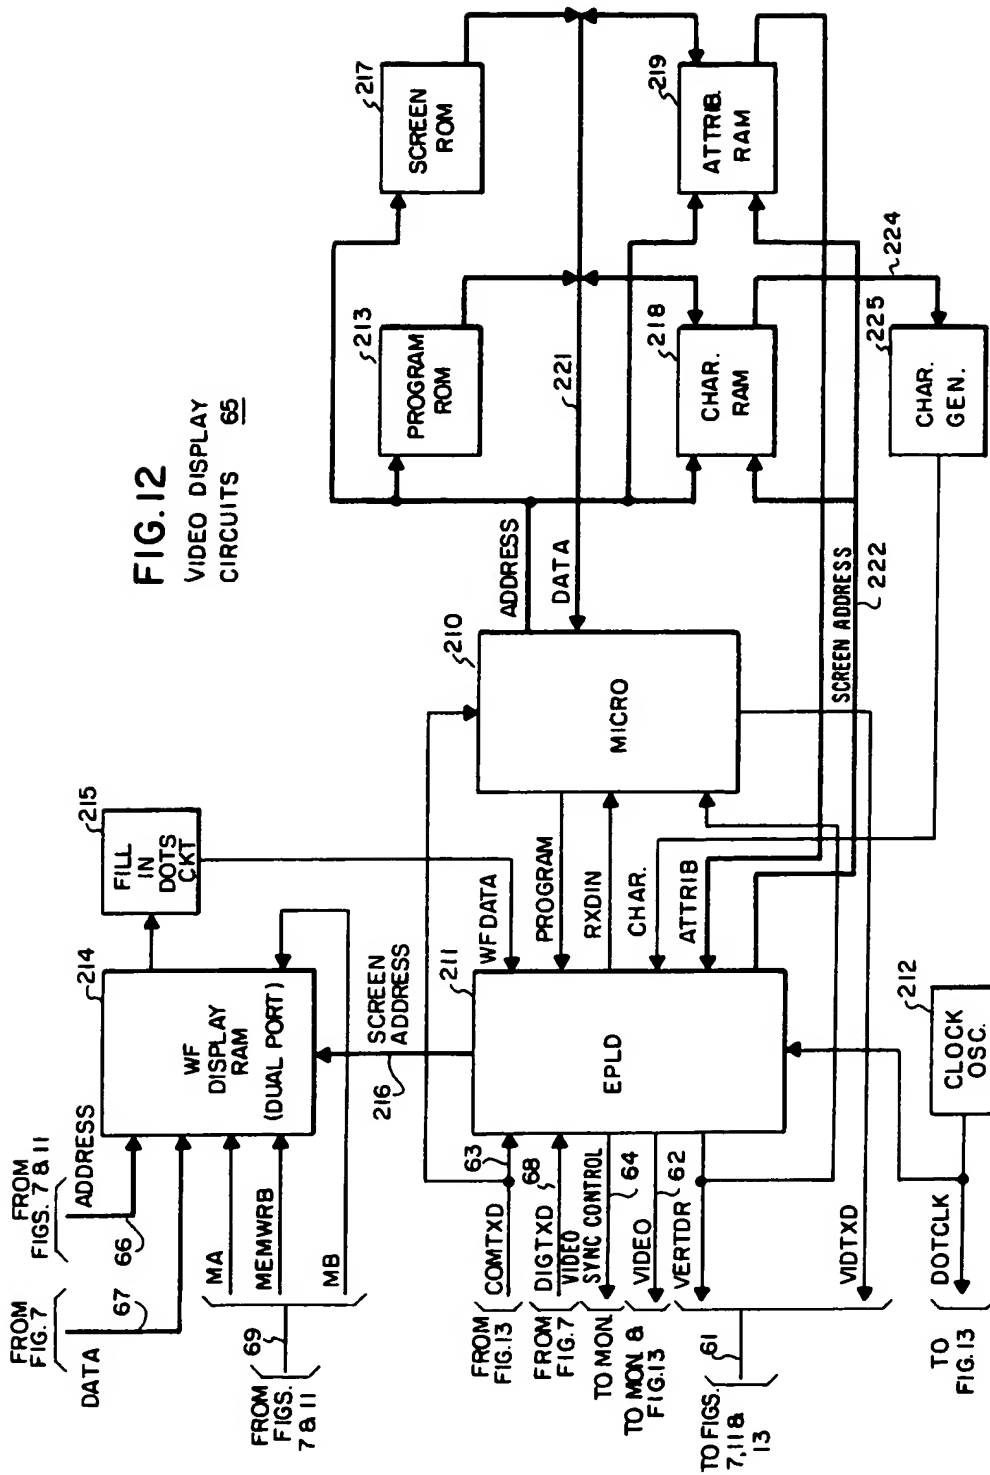 FIG.12
VIDEO DISPLAY
CIRCUITS 65
FROM
FIG. 7
DATA
67
FROM
FIGS. 7 & 11
ADDRESS
66
69
FROM FIGS.
7 & 11
MA
MEMWRB
MB
214
WF
DISPLAY
RAM
(DUAL PORT)
215
FILL
IN
DOTS
CKT
216
SCREEN
ADDRESS
WFDATA
FROM
FIG.13
COMTXD
63
FROM
FIG.7
DIGTXD
68
TO MON.
VIDEO
SYNC CONTROL
64
TO MON. &
FIG.13
VIDEO
62
VERTDR
TO FIGS.
7,11 &
13
61
VIDTXD
TO
FIG.13
DOTCLK
211
EPLD
PROGRAM
RXDIN
CHAR.
ATTRIB
212
CLOCK
OSC.
210
MICRO
ADDRESS
DATA
221
SCREEN ADDRESS
222
213
PROGRAM
ROM
217
SCREEN
ROM
218
CHAR.
RAM
219
ATTRIB.
RAM
224
225
CHAR.
GEN.